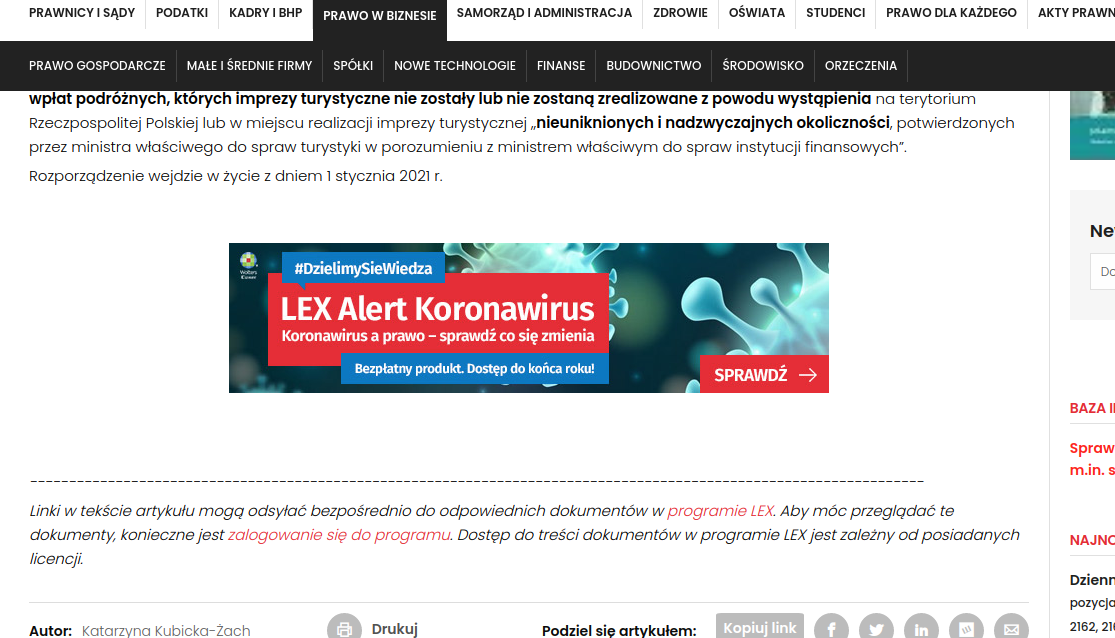 PRAWNICY I SĄDY PODATKI KADRY I BHP PRAWO W BIZNESIE SAMORZĄD I ADMINISTRACJA ZDROWIE OŚWIATA STUDENCI PRAWO DLA KAŻDEGO AKTY PRAWN
PRAWO GOSPODARCZE MAŁE I ŚREDNIE FIRMY SPÓŁKI NOWE TECHNOLOGIE FINANSE BUDOWNICTWO ŚRODOWISKO ORZECZENIA
wpłat podróżnych, których imprezy turystyczne nie zostały lub nie zostaną zrealizowane z powodu wystąpienia na terytorium
Rzeczpospolitej Polskiej lub w miejscu realizacji imprezy turystycznej „nieuniknionych i nadzwyczajnych okoliczności, potwierdzonych
przez ministra właściwego do spraw turystyki w porozumieniu z ministrem właściwym do spraw instytucji finansowych”.
Rozporządzenie wejdzie w życie z dniem 1 stycznia 2021 r.
Wolters
Kluwer
#DzielimySieWiedza
LEX Alert Koronawirus
Koronawirus a prawo – sprawdź co się zmienia
Bezpłatny produkt. Dostęp do końca roku!
SPRAWDŹ
Linki w tekście artykułu mogą odsyłać bezpośrednio do odpowiednich dokumentów w programie LEX. Aby móc przeglądać te
dokumenty, konieczne jest zalogowanie się do programu. Dostęp do treści dokumentów w programie LEX jest zależny od posiadanych
licencji.
Autor: Katarzyna Kubicka-Żach Drukuj Podziel się artykułem: Kopiuj link
Ne
Do
BAZA I
Spraw
m.in. s
NAJNO
Dzienn
pozycja
2162, 21